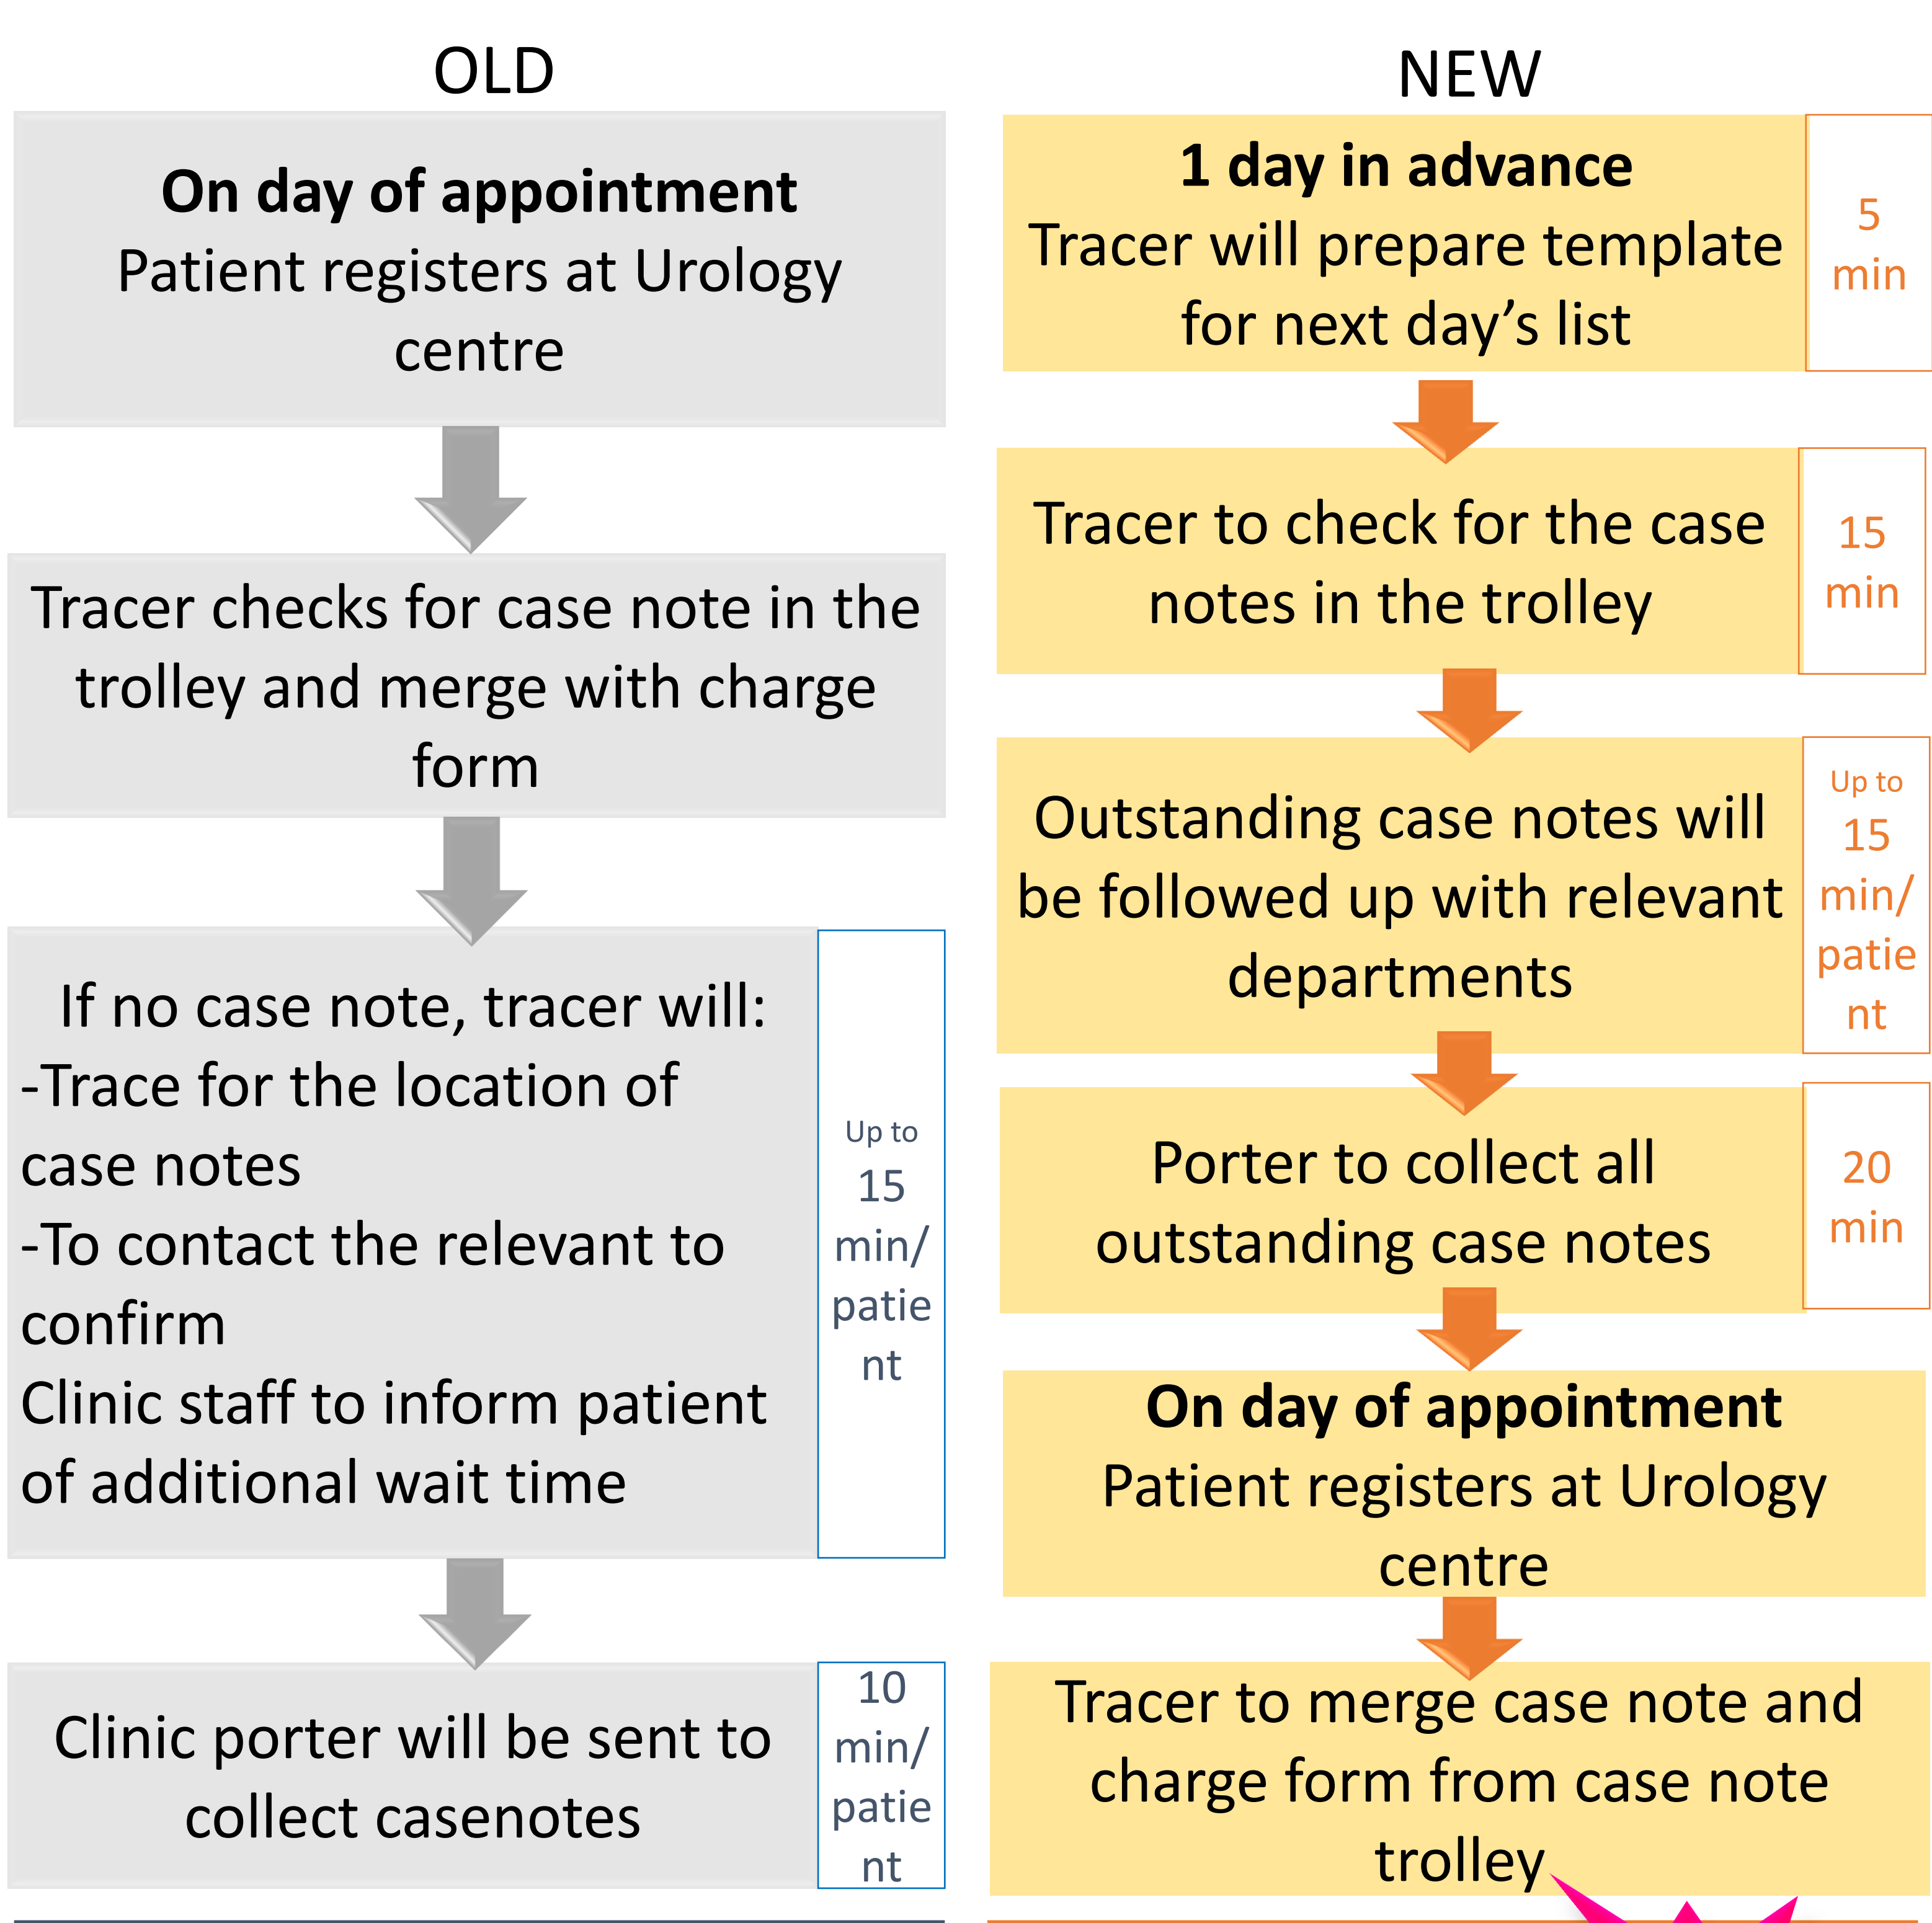 OLD
On day of appointment
Patient registers at Urology
centre
Tracer checks for case note in the
trolley and merge with charge
form
If no case note, tracer will:
-Trace for the location of
case notes
-To contact the relevant to
confirm
Clinic staff to inform patient
of additional wait time
Up to
15
min/
patie
nt
Clinic porter will be sent to
collect casenotes
10
min/
patie
nt
NEW
1 day in advance
Tracer will prepare template
for next day’s list
5
min
Tracer to check for the case
notes in the trolley
15
min
Outstanding case notes will
be followed up with relevant
departments
Up to
15
min/
patie
nt
Porter to collect all
outstanding case notes
20
min
On day of appointment
Patient registers at Urology
centre
Tracer to merge case note and
charge form from case note
trolley